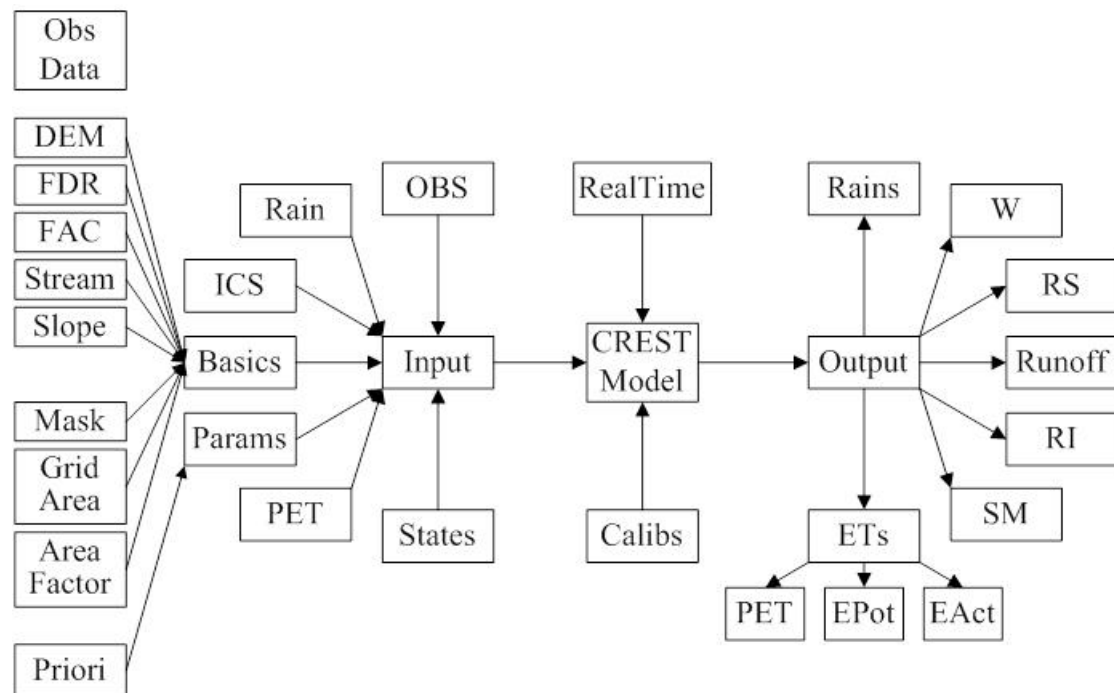 Obs
Data
DEM
FDR
FAC
Stream
Slope
Mask
Grid
Area
Area
Factor
Priori
Rain
ICS
Basics
Params
PET
OBS
Input
States
RealTime
CREST
Model
Calibs
Rains
Output
ETs
PET
EPot
EAct
W
RS
Runoff
RI
SM